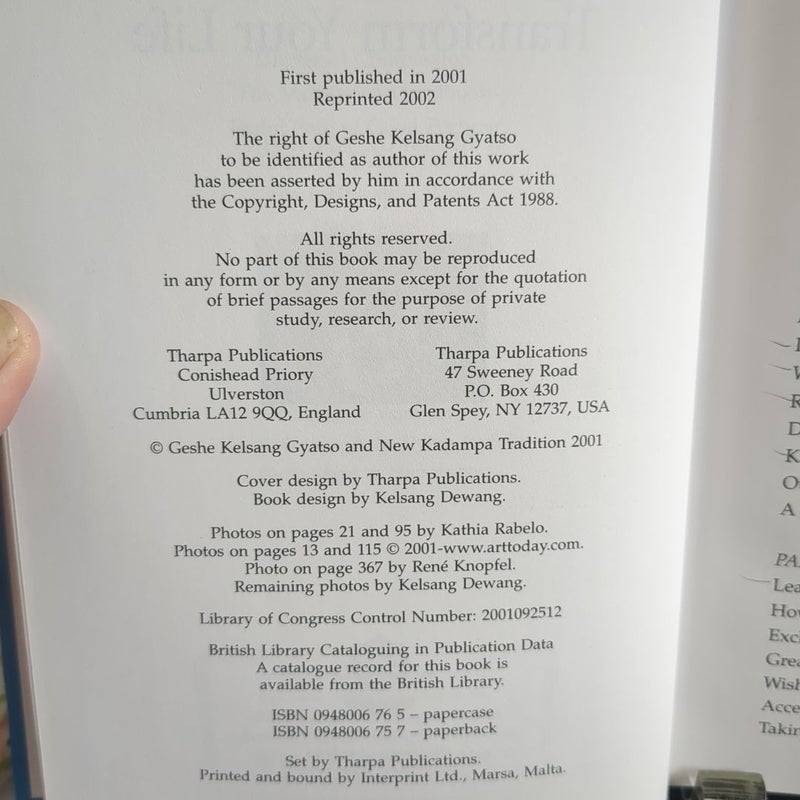 First published in 2001
Reprinted 2002
The right of Geshe Kelsang Gyatso
to be identified as author of this work
has been asserted by him in accordance with
the Copyright, Designs, and Patents Act 1988.
All rights reserved.
No part of this book may be reproduced
in any form or by any means except for the quotation
of brief passages for the purpose of private
study, research, or review.
Tharpa Publications
Conishead Priory
Ulverston
Cumbria LA12 9QQ, England
Tharpa Publications
47 Sweeney Road
P.O. Box 430
Glen Spey, NY 12737, USA
© Geshe Kelsang Gyatso and New Kadampa Tradition 2001
Cover design by Tharpa Publications.
Book design by Kelsang Dewang.
Photos on pages 21 and 95 by Kathia Rabelo.
Photos on pages 13 and 115 © 2001-www.arttoday.com.
Photo on page 367 by René Knopfel.
Remaining photos by Kelsang Dewang.
Library of Congress Control Number: 2001092512
British Library Cataloguing in Publication Data
A catalogue record for this book is
available from the British Library.
ISBN 0948006 76 5 – papercase
ISBN 0948006 75 7 – paperback
Set by Tharpa Publications.
Printed and bound by Interprint Ltd., Marsa, Malta.